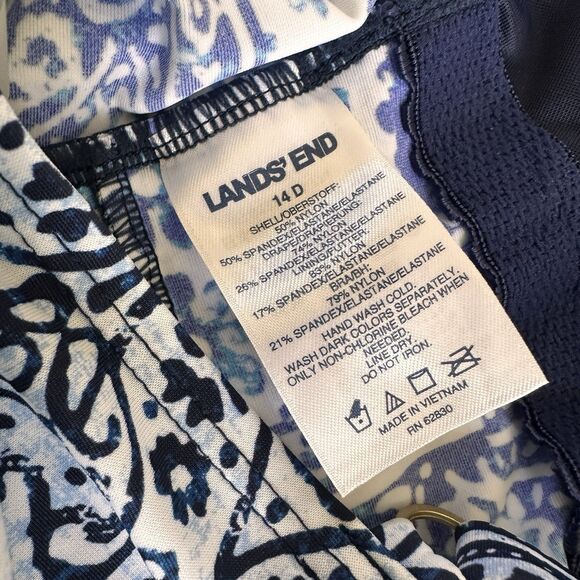 LANDS' END
14 D
SHELL/OBERSTOFF:
50% NYLON
50% SPANDEX/ELASTANE/ELASTANE
DRAPE/DRAPIERUNG:
74% NYLON
26% SPANDEX/ELASTANE/ELASTANE
LINING/FUTTER:
83% NYLON
17% SPANDEX/ELASTANE/ELASTANE
BRA/BH:
79% NYLON
21% SPANDEX/ELASTANE/ELASTANE
HAND WASH COLD.
WASH DARK COLORS SEPARATELY.
ONLY NON-CHLORINE BLEACH WHEN
NEEDED.
LINE DRY.
DO NOT IRON.
MADE IN VIETNAM
RN 62830